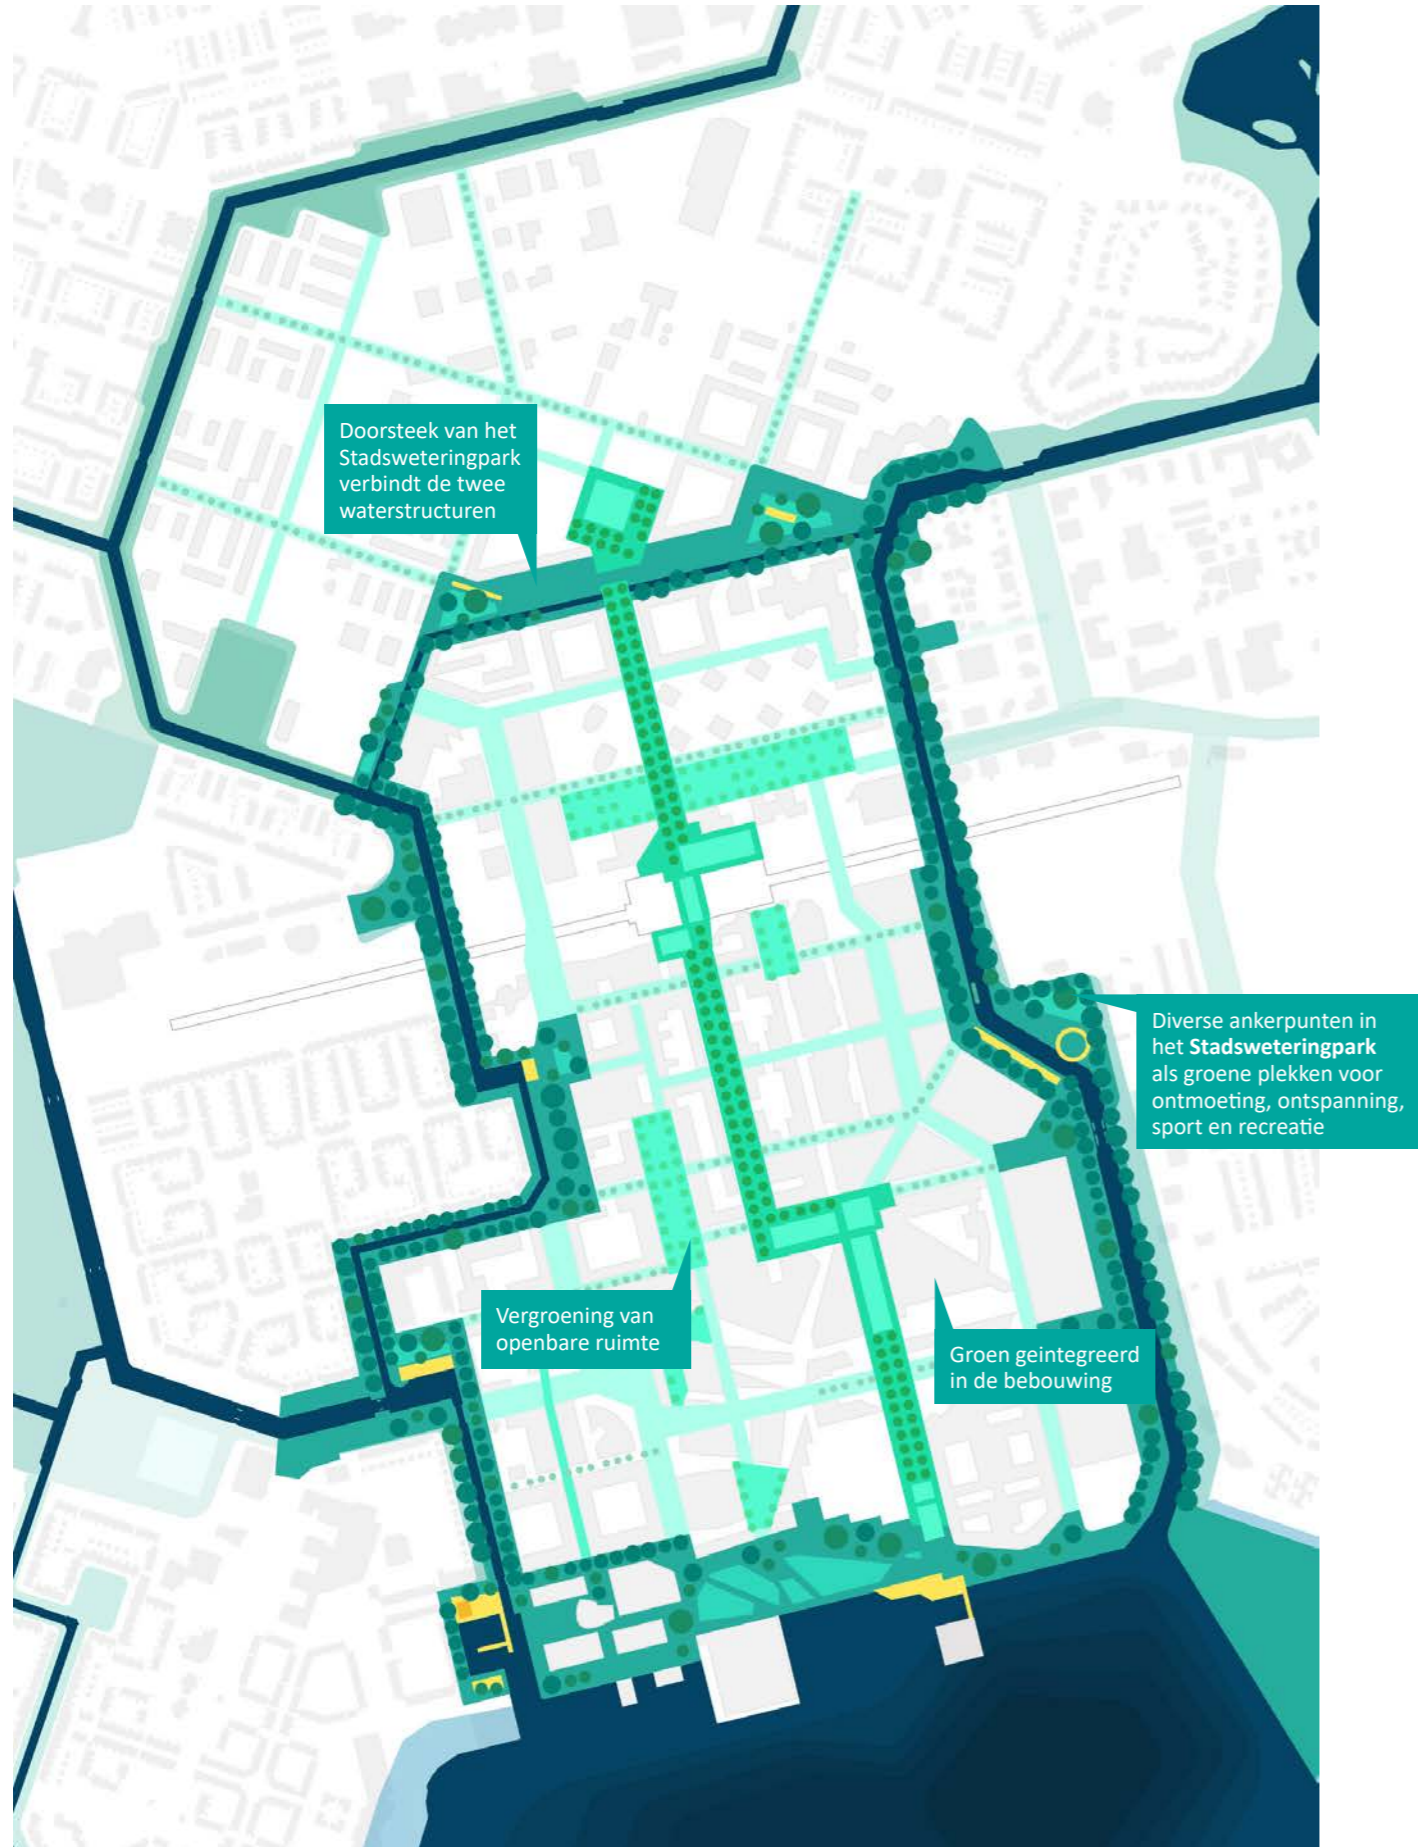 Doorsteek van het
Stadsweteringpark
verbindt de twee
waterstructuren
Diverse ankerpunten in
het Stadsweteringpark
als groene plekken voor
ontmoeting, ontspanning,
sport en recreatie
Vergroening van
openbare ruimte
Groen geintegreerd
in de bebouwing